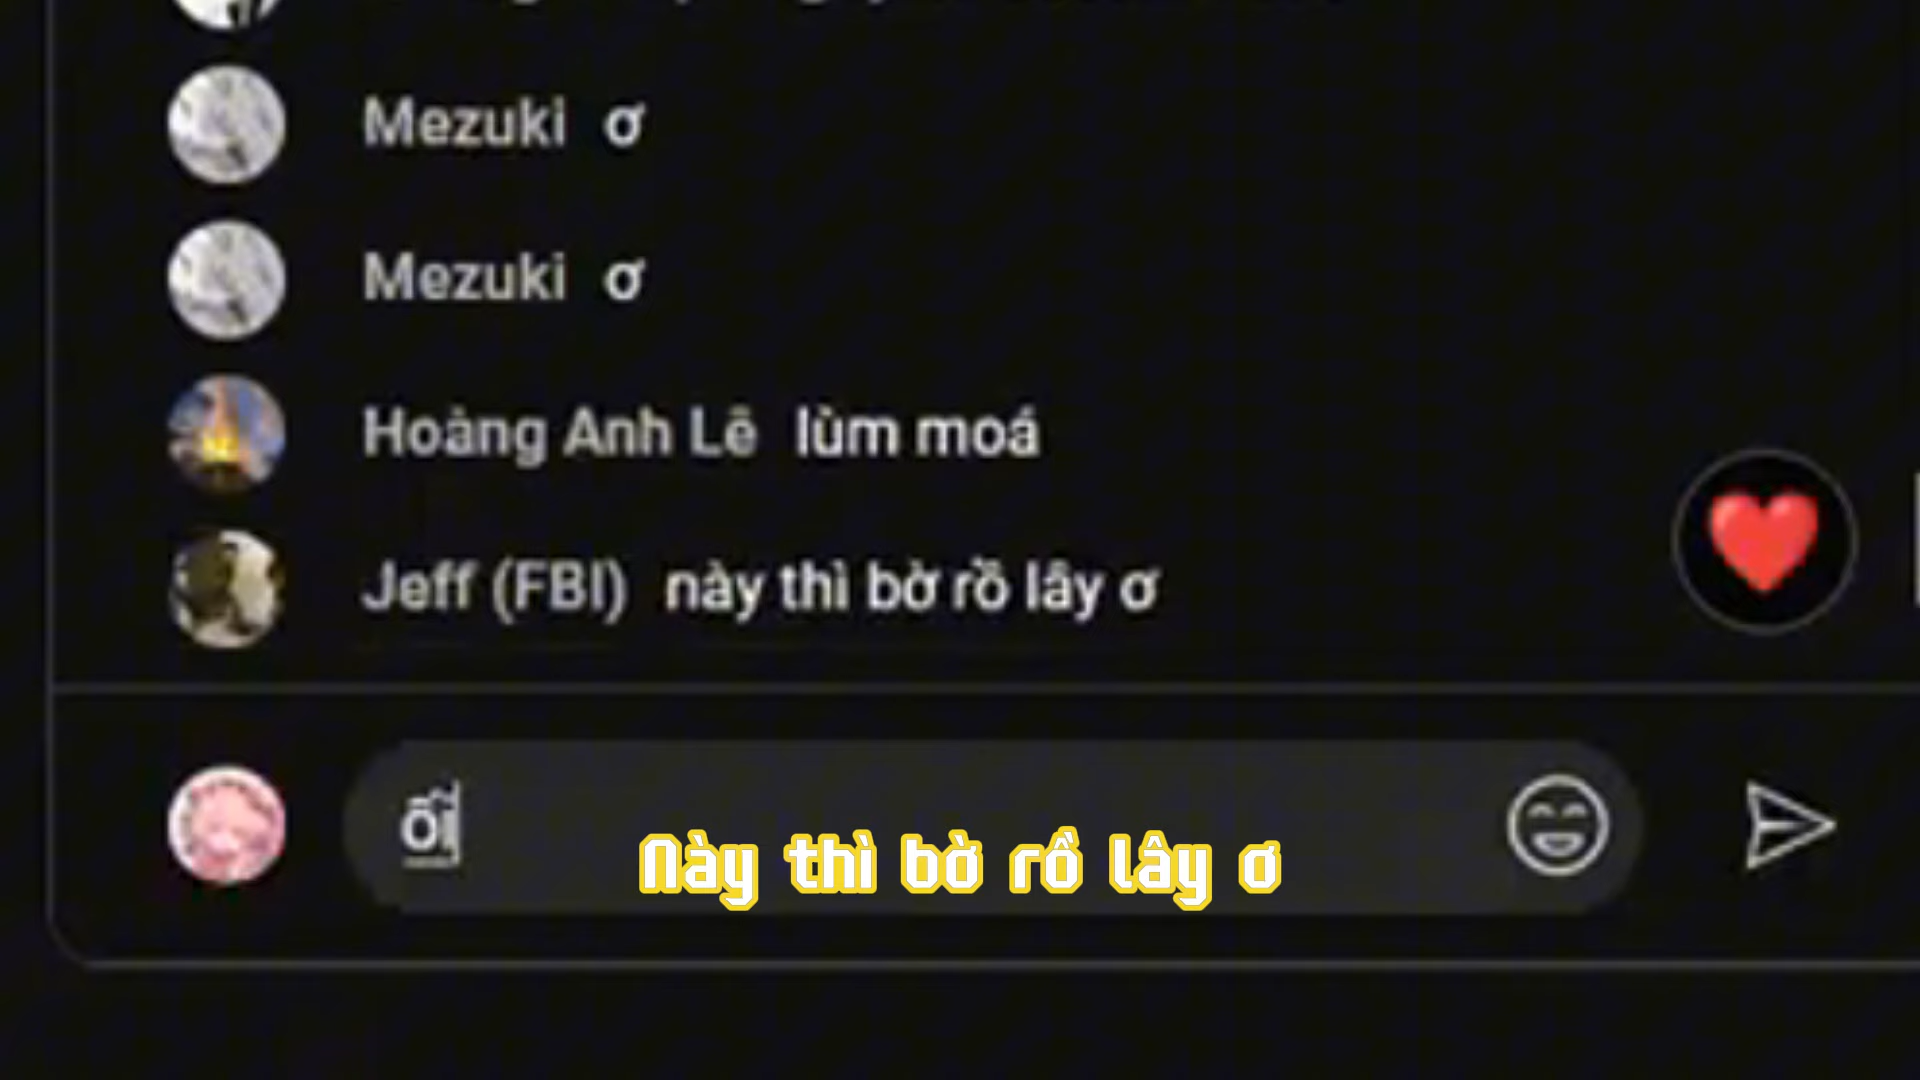 Mezuki ơ
Mezuki ơ
Hoàng Anh Lê lùm moá
Jeff (FBI) này thì bờ rồ lây ơ
ối
Này thì bờ rồ lây ơ